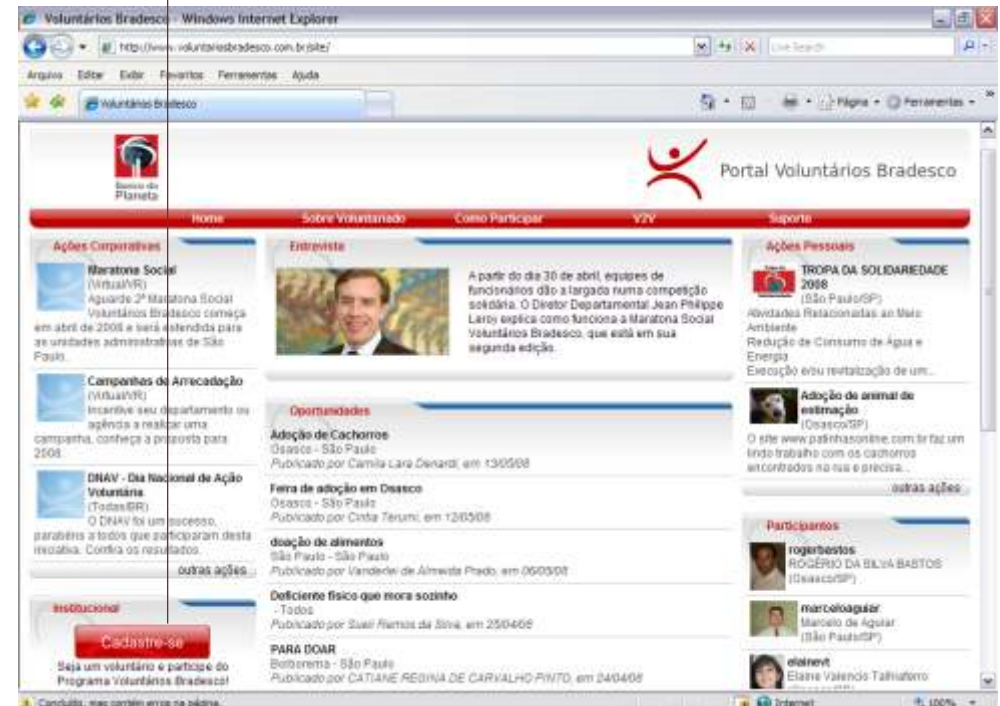 Voluntários Bradesco - Windows Internet Explorer
http://www.voluntariosbradesco.com.br/site/
Live Search
Arquivo Editar Exibir Favoritos Ferramentas Ajuda
Voluntários Bradesco
Página
Ferramentas
Banco do
Planeta
Portal Voluntários Bradesco
Home
Sobre Voluntariado
Como Participar
V2V
Suporte
Ações Corporativas
Maratona Social
(Virtual/VR)
Aguarde 2ª Maratona Social
Voluntários Bradesco começa
em abril de 2008 e será estendida para
as unidades administrativas de São
Paulo.
Campanhas de Arrecadação
(Virtual/VR)
Incentive seu departamento ou
agência a realizar uma
campanha, conheça a proposta para
2008.
DNAV - Dia Nacional de Ação
Voluntária
(Todas/BR)
O DNAV foi um sucesso,
parabéns a todos que participaram desta
iniciativa. Confira os resultados.
outras ações
Institucional
Cadastre-se
Seja um voluntário e participe do
Programa Voluntários Bradesco!
Entrevista
A partir do dia 30 de abril, equipes de
funcionários dão a largada numa competição
solidária. O Diretor Departamental Jean Philippe
Leroy explica como funciona a Maratona Social
Voluntários Bradesco, que está em sua
segunda edição.
Oportunidades
Adoção de Cachorros
Osasco - São Paulo
Publicado por Camila Lara Denardi, em 13/05/08
Feira de adoção em Osasco
Osasco - São Paulo
Publicado por Cintia Terumi, em 12/05/08
doação de alimentos
São Paulo - São Paulo
Publicado por Vanderlei de Almeida Prado, em 06/05/08
Deficiente físico que mora sozinho
- Todos
Publicado por Sueli Ramos da Silva, em 25/04/08
PARA DOAR
Borborema - São Paulo
Publicado por CATIANE REGINA DE CARVALHO PINTO, em 24/04/08
Ações Pessoais
TROPA DA SOLIDARIEDADE
2008
(São Paulo/SP)
Atividades Relacionadas ao Meio
Ambiente
Redução de Consumo de Água e
Energia
Execução e/ou revitalização de um...
Adoção de animal de
estimação
(Osasco/SP)
O site www.patinhasonline.com.br faz um
lindo trabalho com os cachorros
encontrados na rua e precisa...
outras ações
Participantes
rogerbastos
ROGÉRIO DA SILVA BASTOS
(Osasco/SP)
marceloaguiar
Marcelo de Aguiar
(São Paulo/SP)
elainevt
Elaine Valencio Talhiaferro
Concluído, mas contém erros na página.
Internet
100%